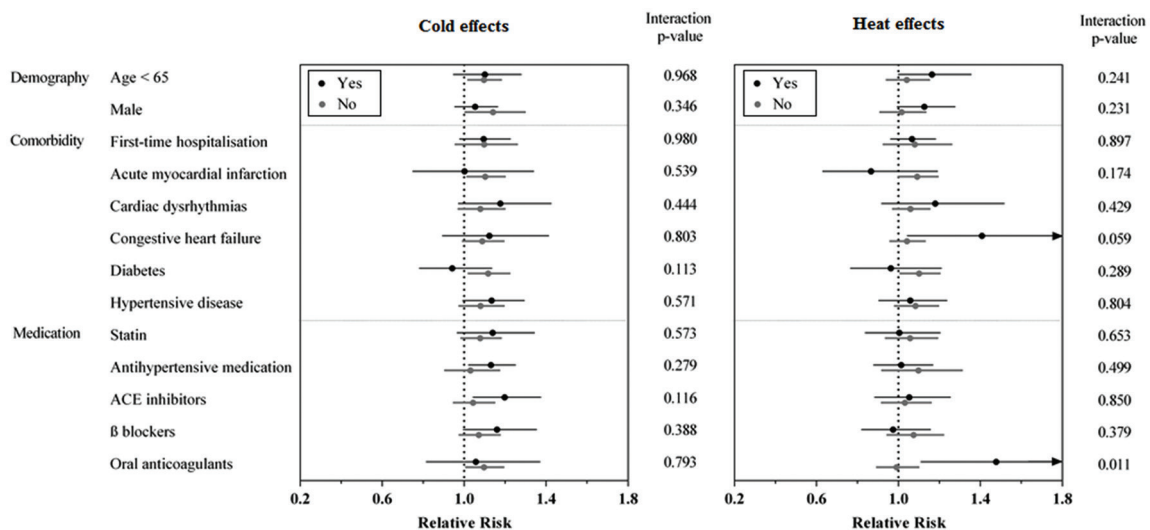 Cold effects
Interaction
p-value
Heat effects
Interaction
p-value
Yes
No
Yes
No
Demography Age < 65 0.968 0.241
Male 0.346 0.231
Comorbidity First-time hospitalisation 0.980 0.897
Acute myocardial infarction 0.539 0.174
Cardiac dysrhythmias 0.444 0.429
Congestive heart failure 0.803 0.059
Diabetes 0.113 0.289
Hypertensive disease 0.571 0.804
Medication Statin 0.573 0.653
Antihypertensive medication 0.279 0.499
ACE inhibitors 0.116 0.850
ß blockers 0.388 0.379
Oral anticoagulants 0.793 0.011
0.2 0.6 1.0 1.4 1.8 0.2 0.6 1.0 1.4 1.8
Relative Risk Relative Risk